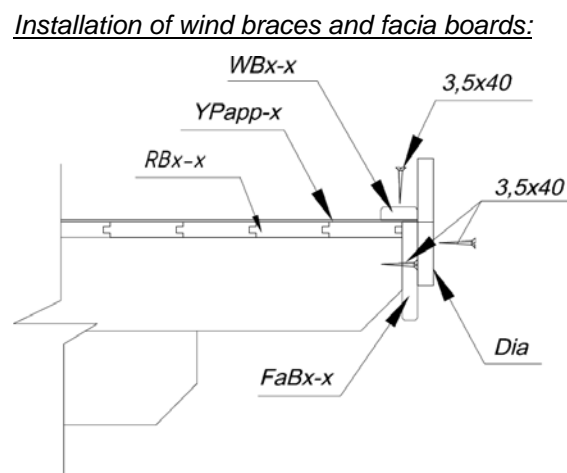 Installation of wind braces and facia boards:
WBx-x
3,5x40
YPapp-x
RBx-x
3,5x40
Dia
FaBx-x